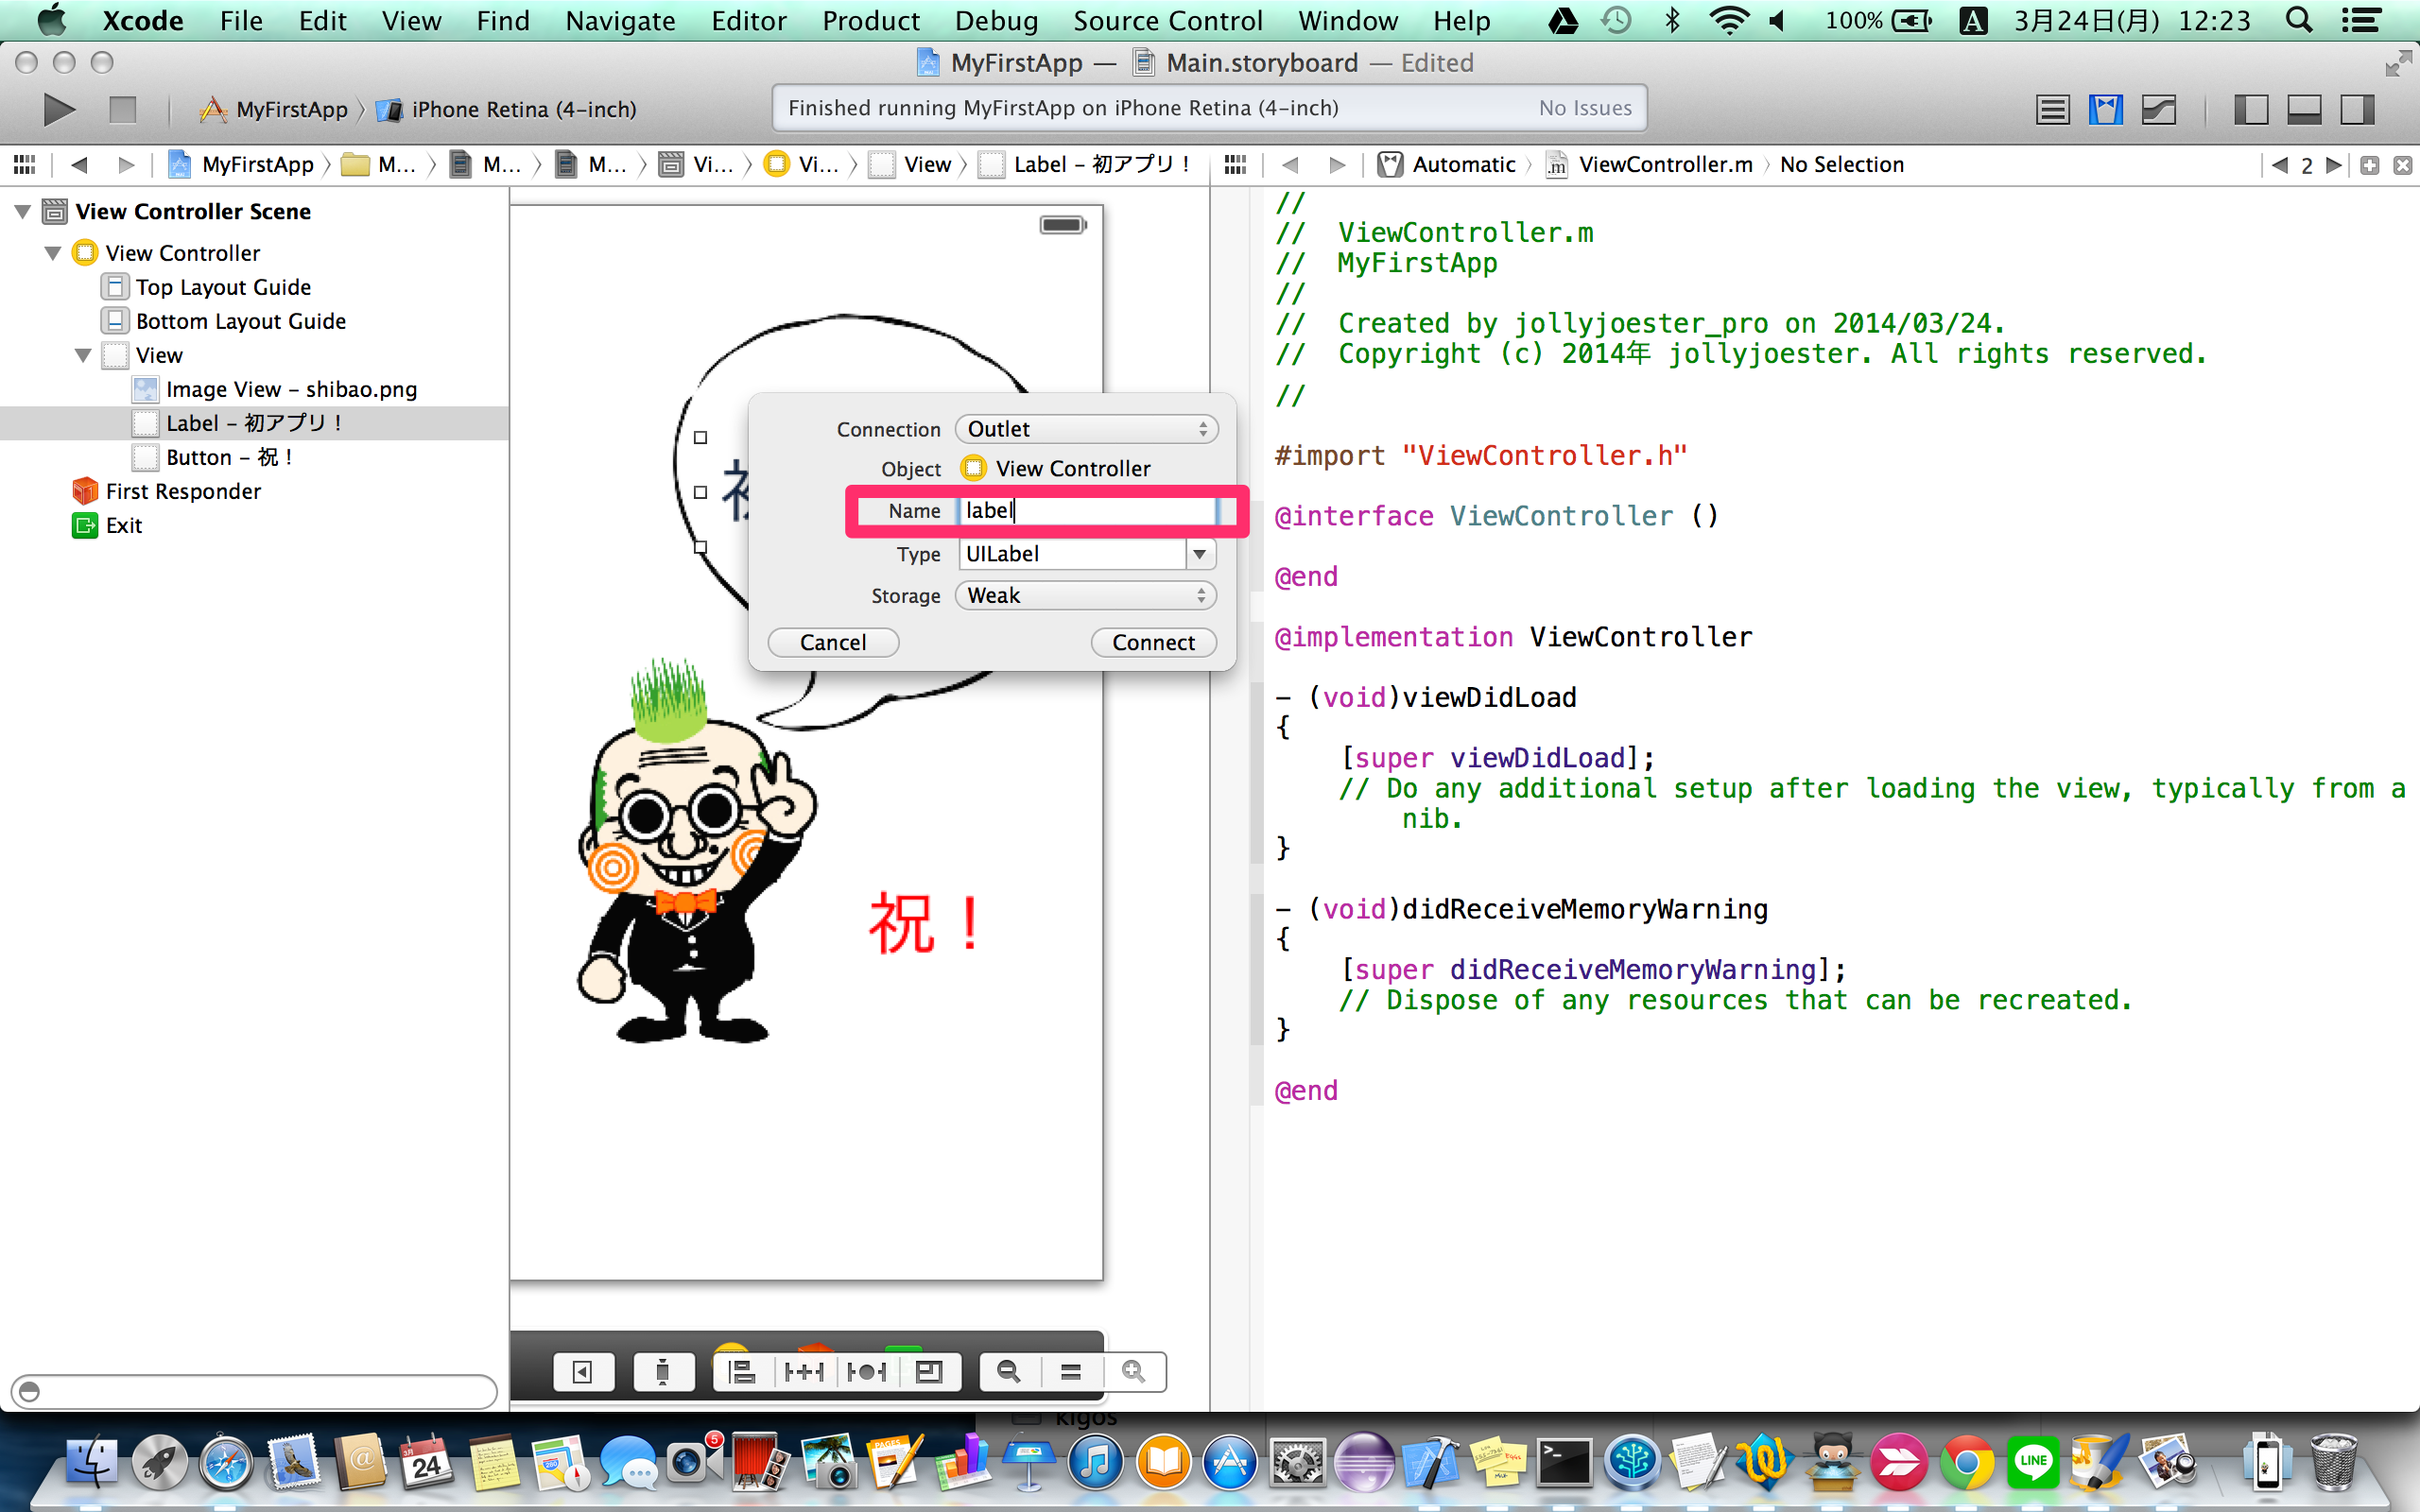 Xcode File Edit View Find Navigate Editor Product Debug Source Control Window Help 100% A 3月24日(月) 12:23
MyFirstApp — Main.storyboard — Edited
MyFirstApp iPhone Retina (4-inch)
Finished running MyFirstApp on iPhone Retina (4-inch) No Issues
MyFirstApp M... M... M... Vi... Vi... View Label – 初アプリ！
Automatic ViewController.m No Selection 2
View Controller Scene
View Controller
Top Layout Guide
Bottom Layout Guide
View
Image View – shibao.png
Label – 初アプリ！
Button – 祝！
First Responder
Exit
Connection Outlet
Object View Controller
Name label
Type UILabel
Storage Weak
Cancel Connect
祝！
//
// ViewController.m
// MyFirstApp
//
// Created by jollyjoester_pro on 2014/03/24.
// Copyright (c) 2014年 jollyjoester. All rights reserved.
//
#import "ViewController.h"
@interface ViewController ()
@end
@implementation ViewController
- (void)viewDidLoad
{
[super viewDidLoad];
// Do any additional setup after loading the view, typically from a
nib.
}
- (void)didReceiveMemoryWarning
{
[super didReceiveMemoryWarning];
// Dispose of any resources that can be recreated.
}
@end
kigos
24
5
PAGES
LINE